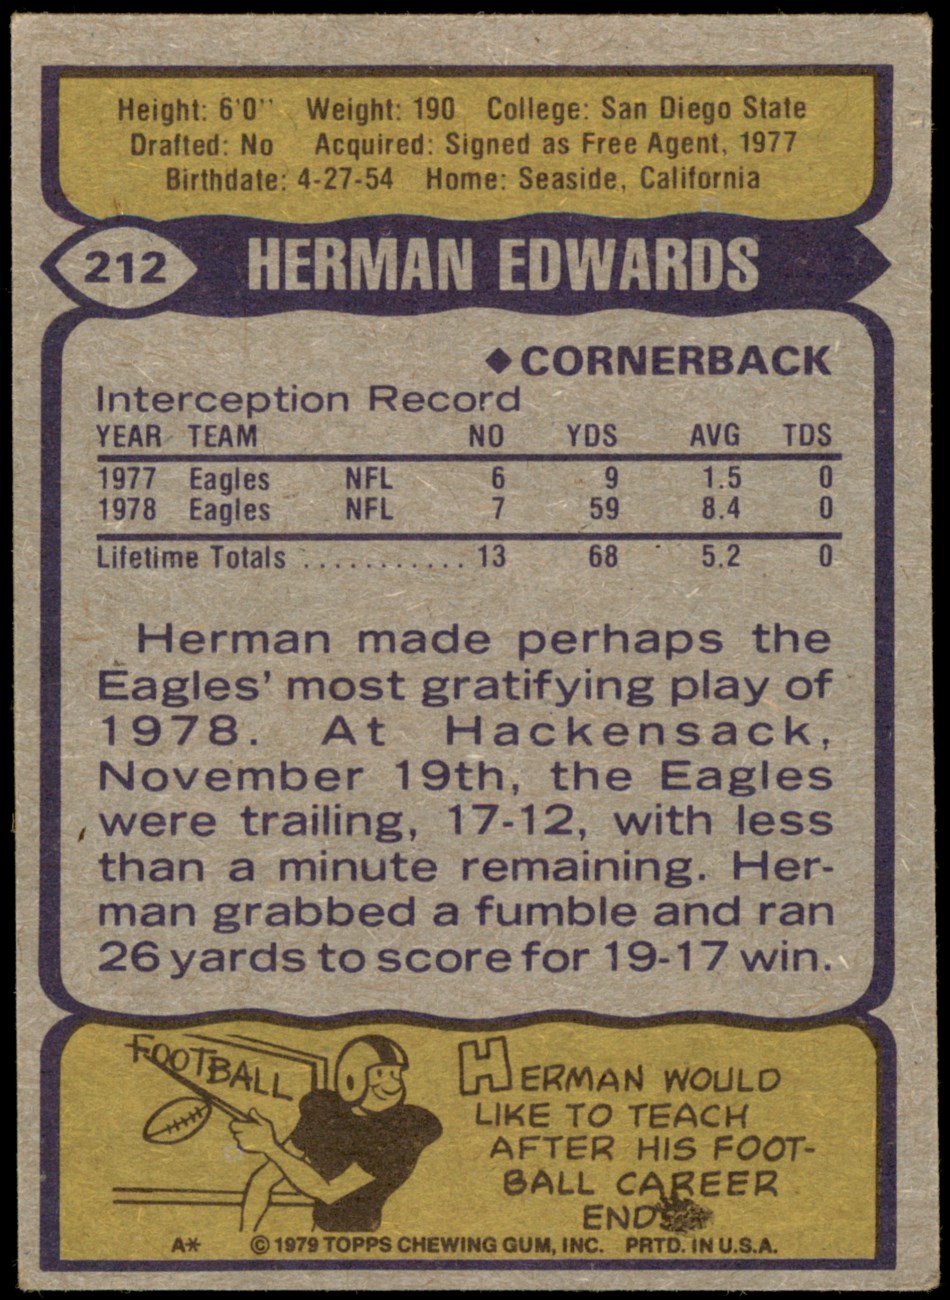 Height: 6'0" Weight: 190 College: San Diego State
Drafted: No Acquired: Signed as Free Agent, 1977
Birthdate: 4-27-54 Home: Seaside, California
212 HERMAN EDWARDS
◆ CORNERBACK
Interception Record
YEAR TEAM NO YDS AVG TDS
1977 Eagles NFL 6 9 1.5 0
1978 Eagles NFL 7 59 8.4 0
Lifetime Totals ........... 13 68 5.2 0
Herman made perhaps the
Eagles' most gratifying play of
1978. At Hackensack,
November 19th, the Eagles
were trailing, 17-12, with less
than a minute remaining. Her-
man grabbed a fumble and ran
26 yards to score for 19-17 win.
FOOTBALL
HERMAN WOULD
LIKE TO TEACH
AFTER HIS FOOT-
BALL CAREER
ENDS
A* ©1979 TOPPS CHEWING GUM, INC. PRTD. IN U.S.A.